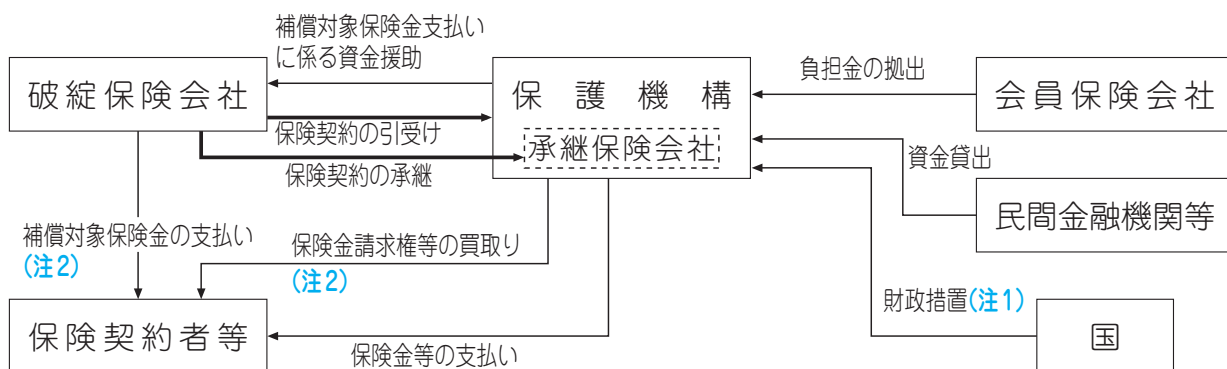 補償対象保険金支払い
に係る資金援助
破綻保険会社
保護機構
負担金の拠出
会員保険会社
保険契約の引受け
承継保険会社
保険契約の承継
資金貸出
民間金融機関等
補償対象保険金の支払い
(注2)
保険金請求権等の買取り
(注2)
財政措置(注1)
保険契約者等
保険金等の支払い
国